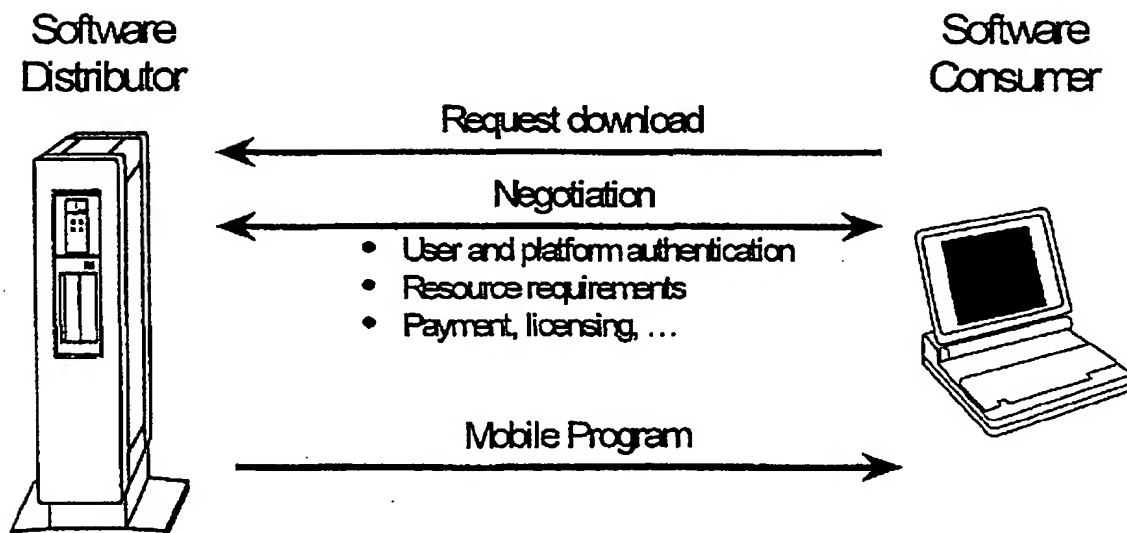 Software
Distributor
Software
Consumer
Request download
Negotiation
• User and platform authentication
• Resource requirements
• Payment, licensing, ...
Mobile Program